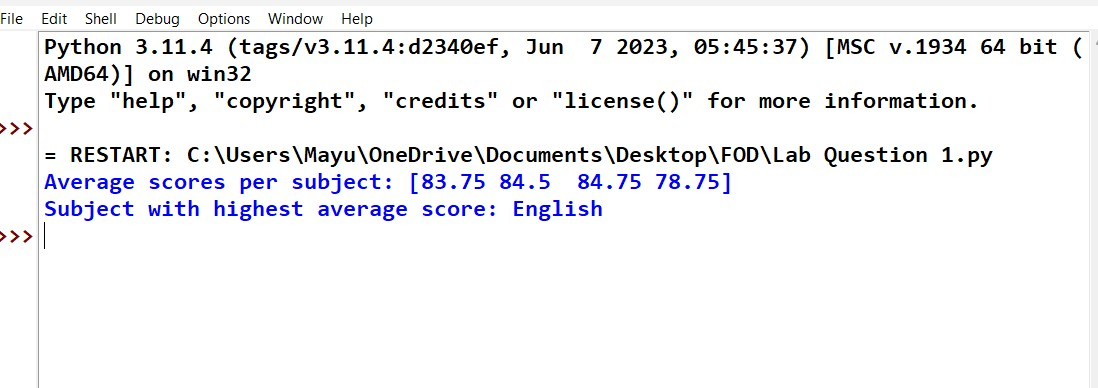 File Edit Shell Debug Options Window Help
Python 3.11.4 (tags/v3.11.4:d2340ef, Jun  7 2023, 05:45:37) [MSC v.1934 64 bit (
AMD64)] on win32
Type "help", "copyright", "credits" or "license()" for more information.
>>>
= RESTART: C:\Users\Mayu\OneDrive\Documents\Desktop\FOD\Lab Question 1.py
Average scores per subject: [83.75 84.5  84.75 78.75]
Subject with highest average score: English
>>>